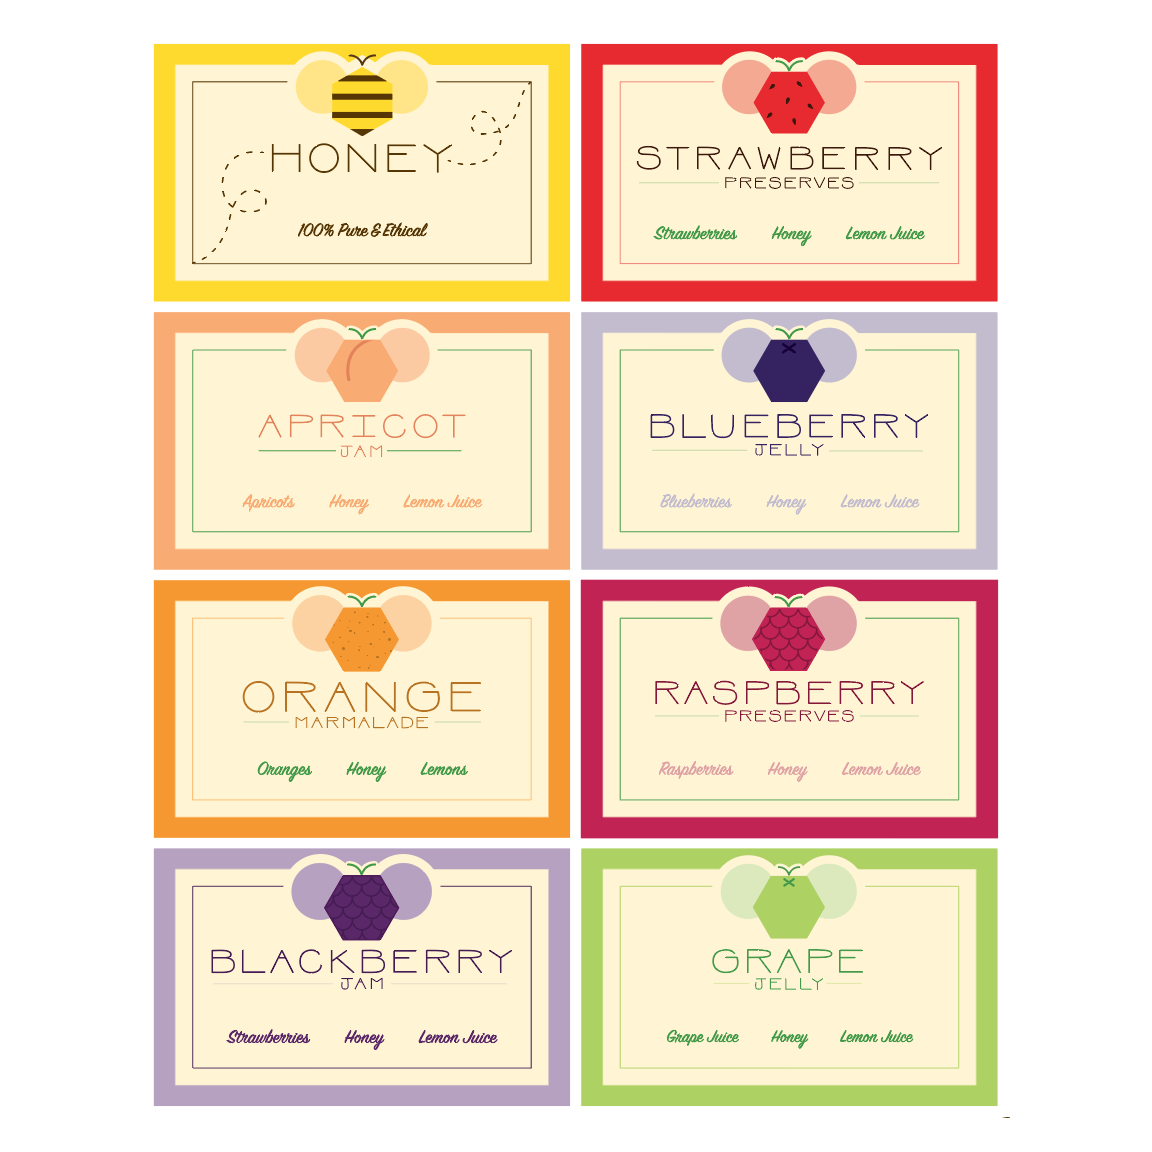 HONEY
100% Pure & Ethical
STRAWBERRY
PRESERVES
Strawberries Honey Lemon Juice
APRICOT
JAM
Apricots Honey Lemon Juice
BLUEBERRY
JELLY
Blueberries Honey Lemon Juice
ORANGE
MARMALADE
Oranges Honey Lemons
RASPBERRY
PRESERVES
Raspberries Honey Lemon Juice
BLACKBERRY
JAM
Strawberries Honey Lemon Juice
GRAPE
JELLY
Grape Juice Honey Lemon Juice